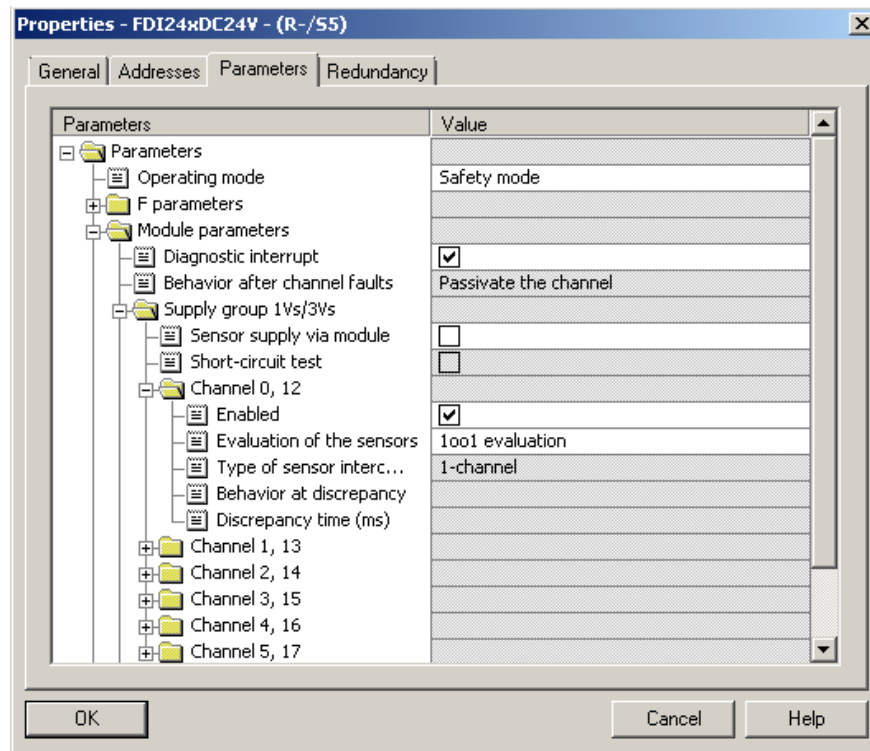 Properties - FDI24xDC24V - (R-/S5)
General Addresses Parameters Redundancy
Parameters Value
Parameters
Operating mode Safety mode
F parameters
Module parameters
Diagnostic interrupt
Behavior after channel faults Passivate the channel
Supply group 1Vs/3Vs
Sensor supply via module
Short-circuit test
Channel 0, 12
Enabled
Evaluation of the sensors 1oo1 evaluation
Type of sensor interc... 1-channel
Behavior at discrepancy
Discrepancy time (ms)
Channel 1, 13
Channel 2, 14
Channel 3, 15
Channel 4, 16
Channel 5, 17
OK Cancel Help